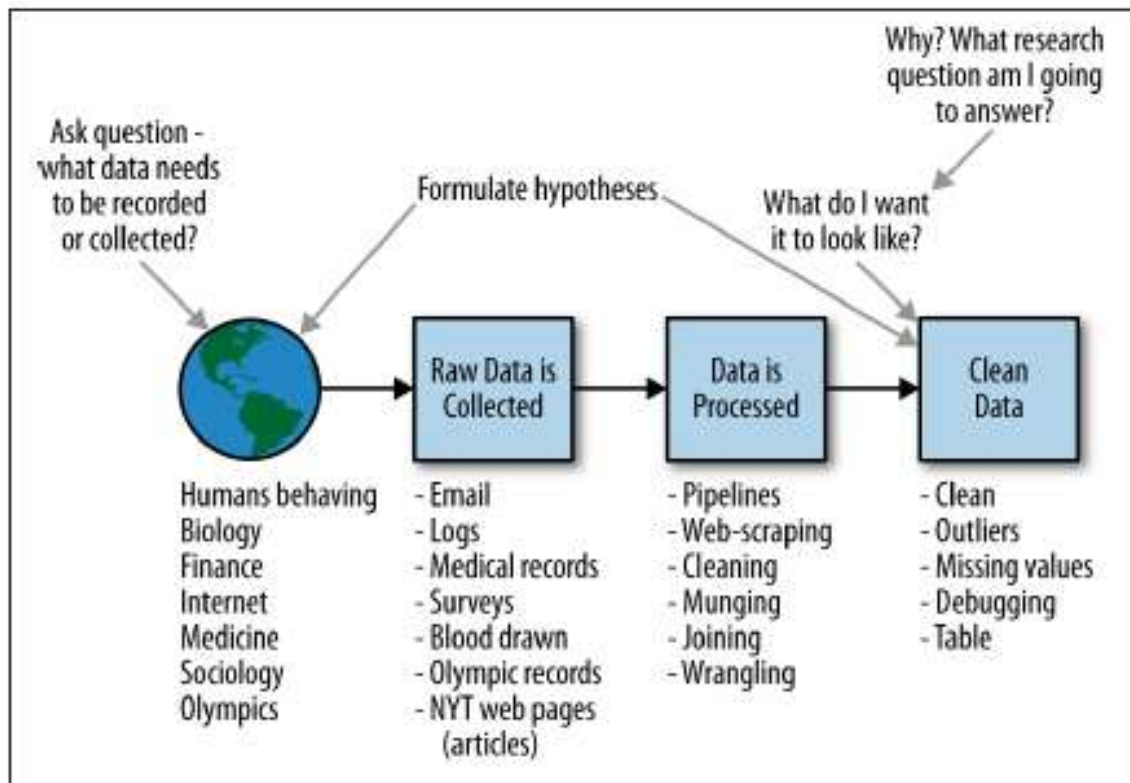 Why? What research
question am I going
to answer?
Ask question -
what data needs
to be recorded
or collected?
Formulate hypotheses
What do I want
it to look like?
Raw Data is
Collected
Data is
Processed
Clean
Data
Humans behaving
Biology
Finance
Internet
Medicine
Sociology
Olympics
- Email
- Logs
- Medical records
- Surveys
- Blood drawn
- Olympic records
- NYT web pages
(articles)
- Pipelines
- Web-scraping
- Cleaning
- Munging
- Joining
- Wrangling
- Clean
- Outliers
- Missing values
- Debugging
- Table